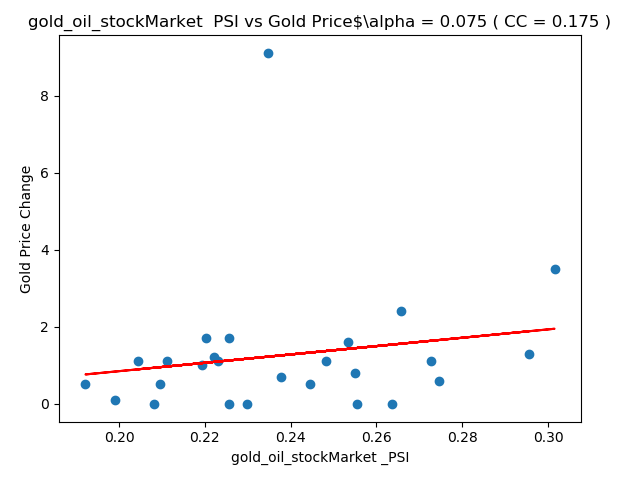 gold_oil_stockMarket  PSI vs Gold Price$\alpha = 0.075 ( CC = 0.175 )
Gold Price Change
8
6
4
2
0
0.20 0.22 0.24 0.26 0.28 0.30
gold_oil_stockMarket _PSI